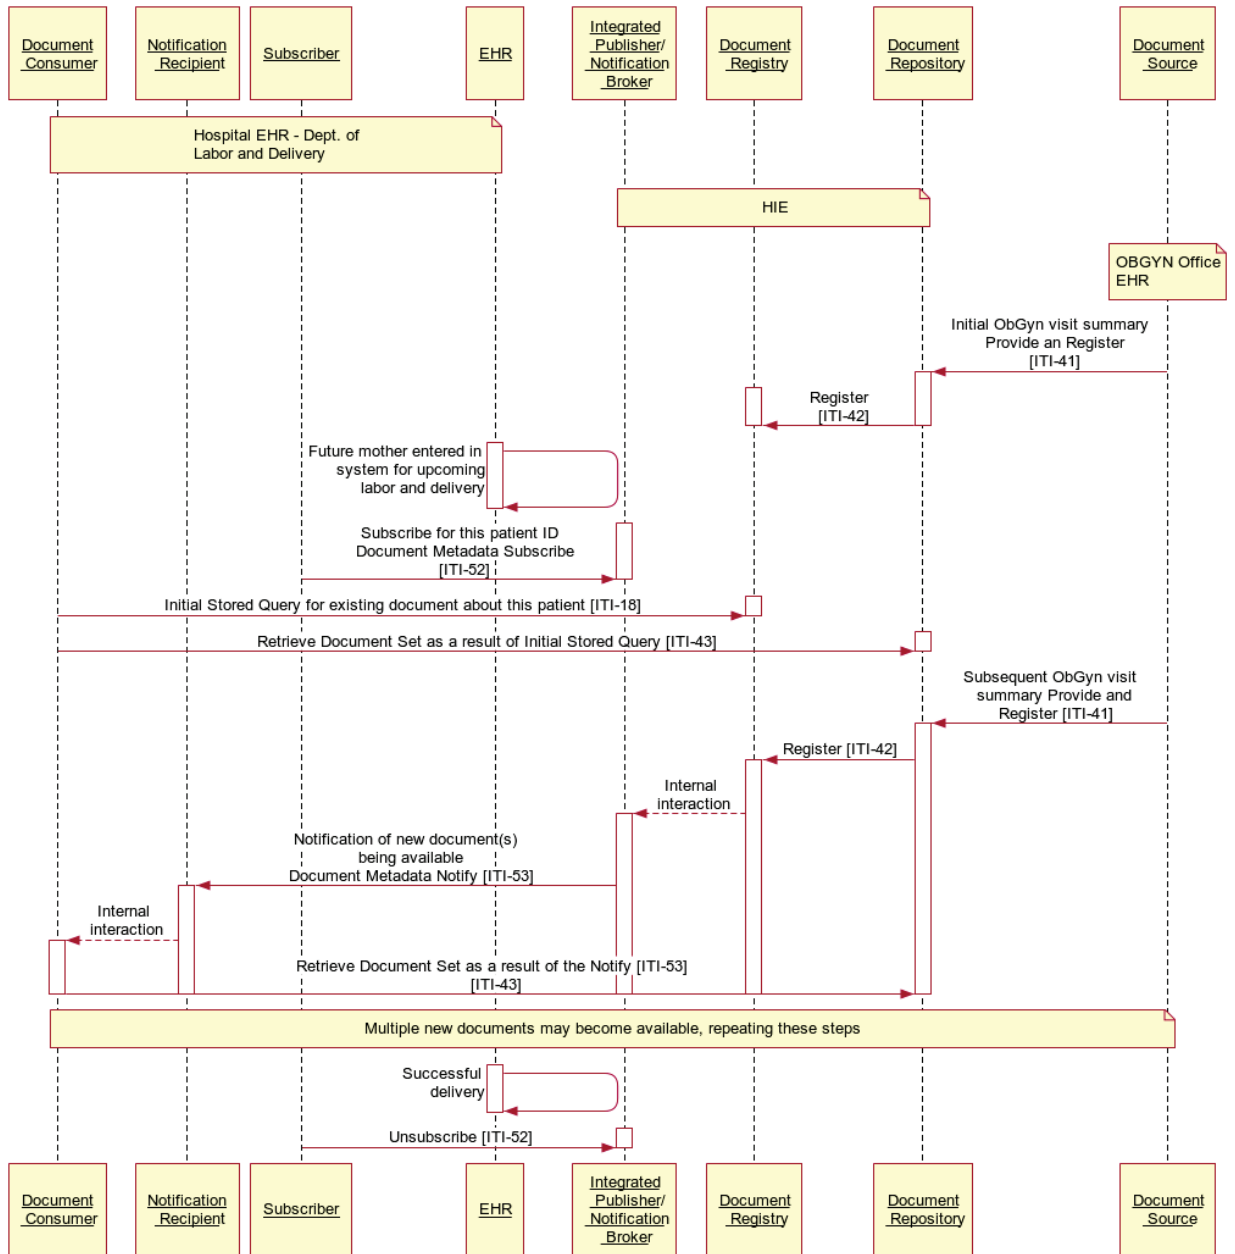 Document
Consumer
Notification
Recipient
Subscriber
EHR
Integrated
Publisher/
Notification
Broker
Document
Registry
Document
Repository
Document
Source
Hospital EHR - Dept. of
Labor and Delivery
HIE
OBGYN Office
EHR
Initial ObGyn visit summary
Provide an Register
[ITI-41]
Register
[ITI-42]
Future mother entered in
system for upcoming
labor and delivery
Subscribe for this patient ID
Document Metadata Subscribe
[ITI-52]
Initial Stored Query for existing document about this patient [ITI-18]
Retrieve Document Set as a result of Initial Stored Query [ITI-43]
Subsequent ObGyn visit
summary Provide and
Register [ITI-41]
Register [ITI-42]
Internal
interaction
Notification of new document(s)
being available
Document Metadata Notify [ITI-53]
Internal
interaction
Retrieve Document Set as a result of the Notify [ITI-53]
[ITI-43]
Multiple new documents may become available, repeating these steps
Successful
delivery
Unsubscribe [ITI-52]
Document
Consumer
Notification
Recipient
Subscriber
EHR
Integrated
Publisher/
Notification
Broker
Document
Registry
Document
Repository
Document
Source